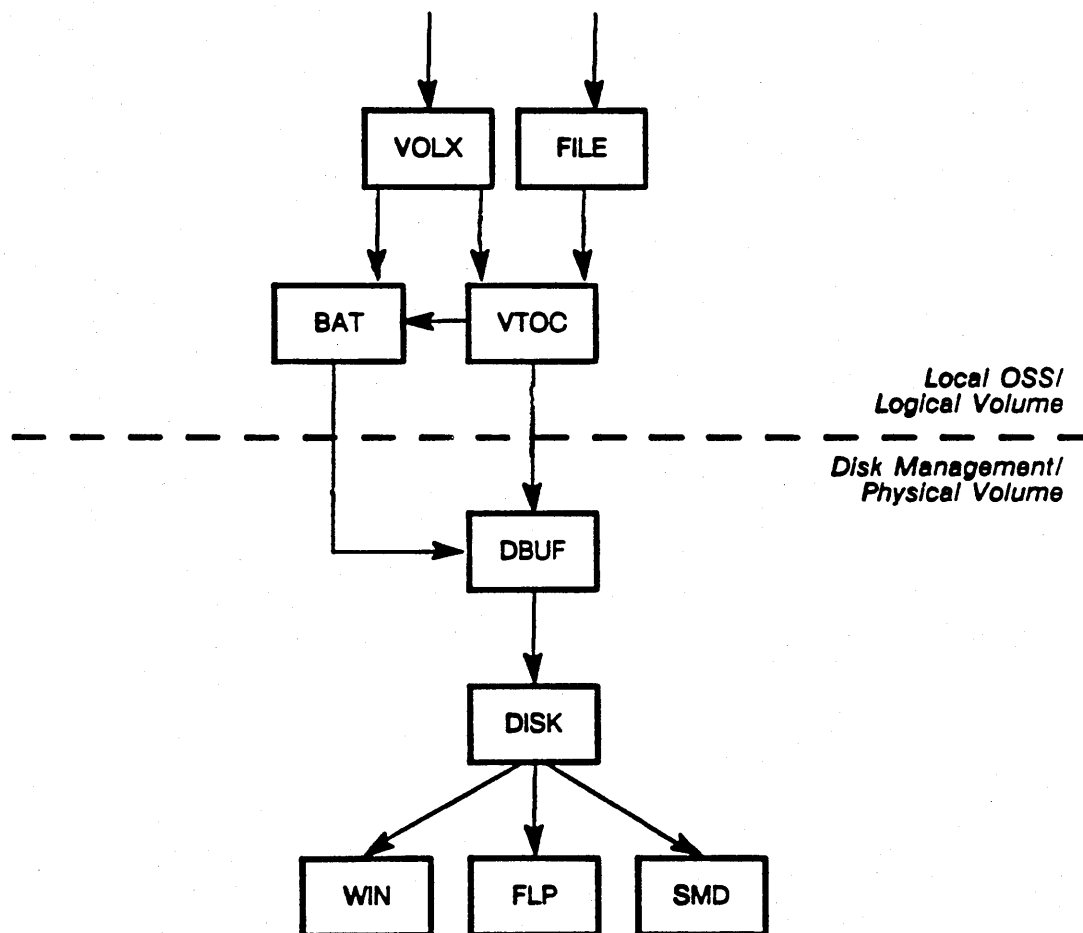 VOLX FILE
BAT VTOC
Local OSS/
Logical Volume
Disk Management/
Physical Volume
DBUF
DISK
WIN FLP SMD